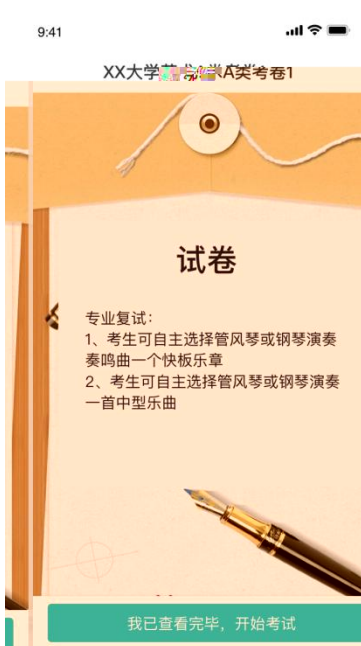 9:41
XX大学
A类考卷1
试卷
专业复试：
1、考生可自主选择管风琴或钢琴演奏
奏鸣曲一个快板乐章
2、考生可自主选择管风琴或钢琴演奏
一首中型乐曲
我已查看完毕，开始考试